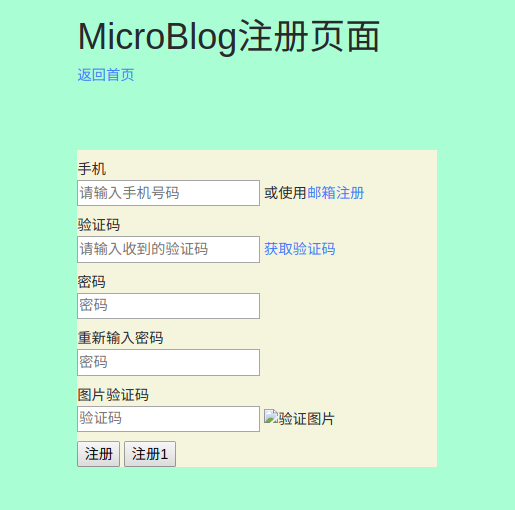 MicroBlog注册页面
返回首页
手机
请输入手机号码 或使用邮箱注册
验证码
请输入收到的验证码 获取验证码
密码
密码
重新输入密码
密码
图片验证码
验证码 验证图片
注册 注册1